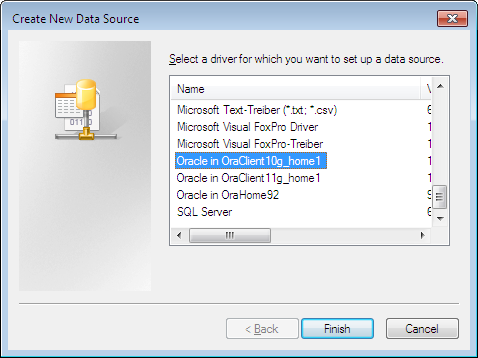 Create New Data Source
Select a driver for which you want to set up a data source.
Name V
Microsoft Text-Treiber (*.txt; *.csv) 6
Microsoft Visual FoxPro Driver 1
Microsoft Visual FoxPro-Treiber 1
Oracle in OraClient10g_home1 1
Oracle in OraClient11g_home1 1
Oracle in OraHome92 9
SQL Server 6
< Back Finish Cancel